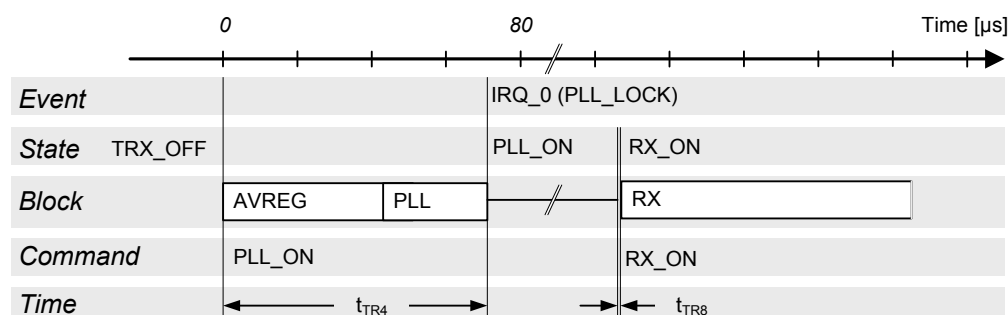 0 80 Time [µs]
Event IRQ_0 (PLL_LOCK)
State TRX_OFF PLL_ON RX_ON
Block AVREG PLL RX
Command PLL_ON RX_ON
Time tTR4 tTR8